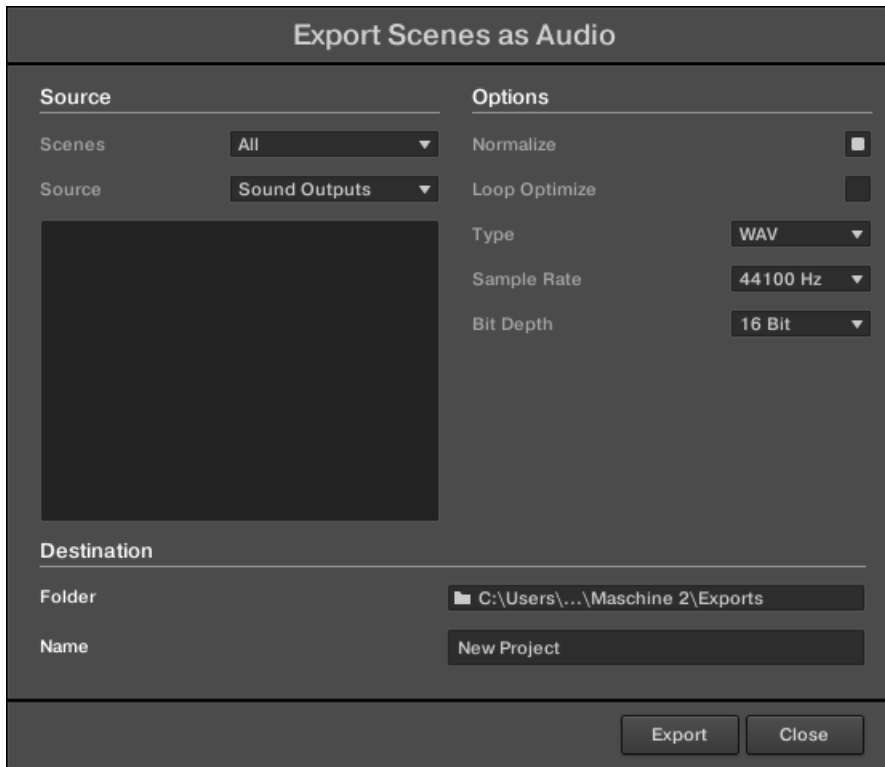 Export Scenes as Audio
Source
Scenes All
Source Sound Outputs
Options
Normalize
Loop Optimize
Type WAV
Sample Rate 44100 Hz
Bit Depth 16 Bit
Destination
Folder C:\Users\...\Maschine 2\Exports
Name New Project
Export Close